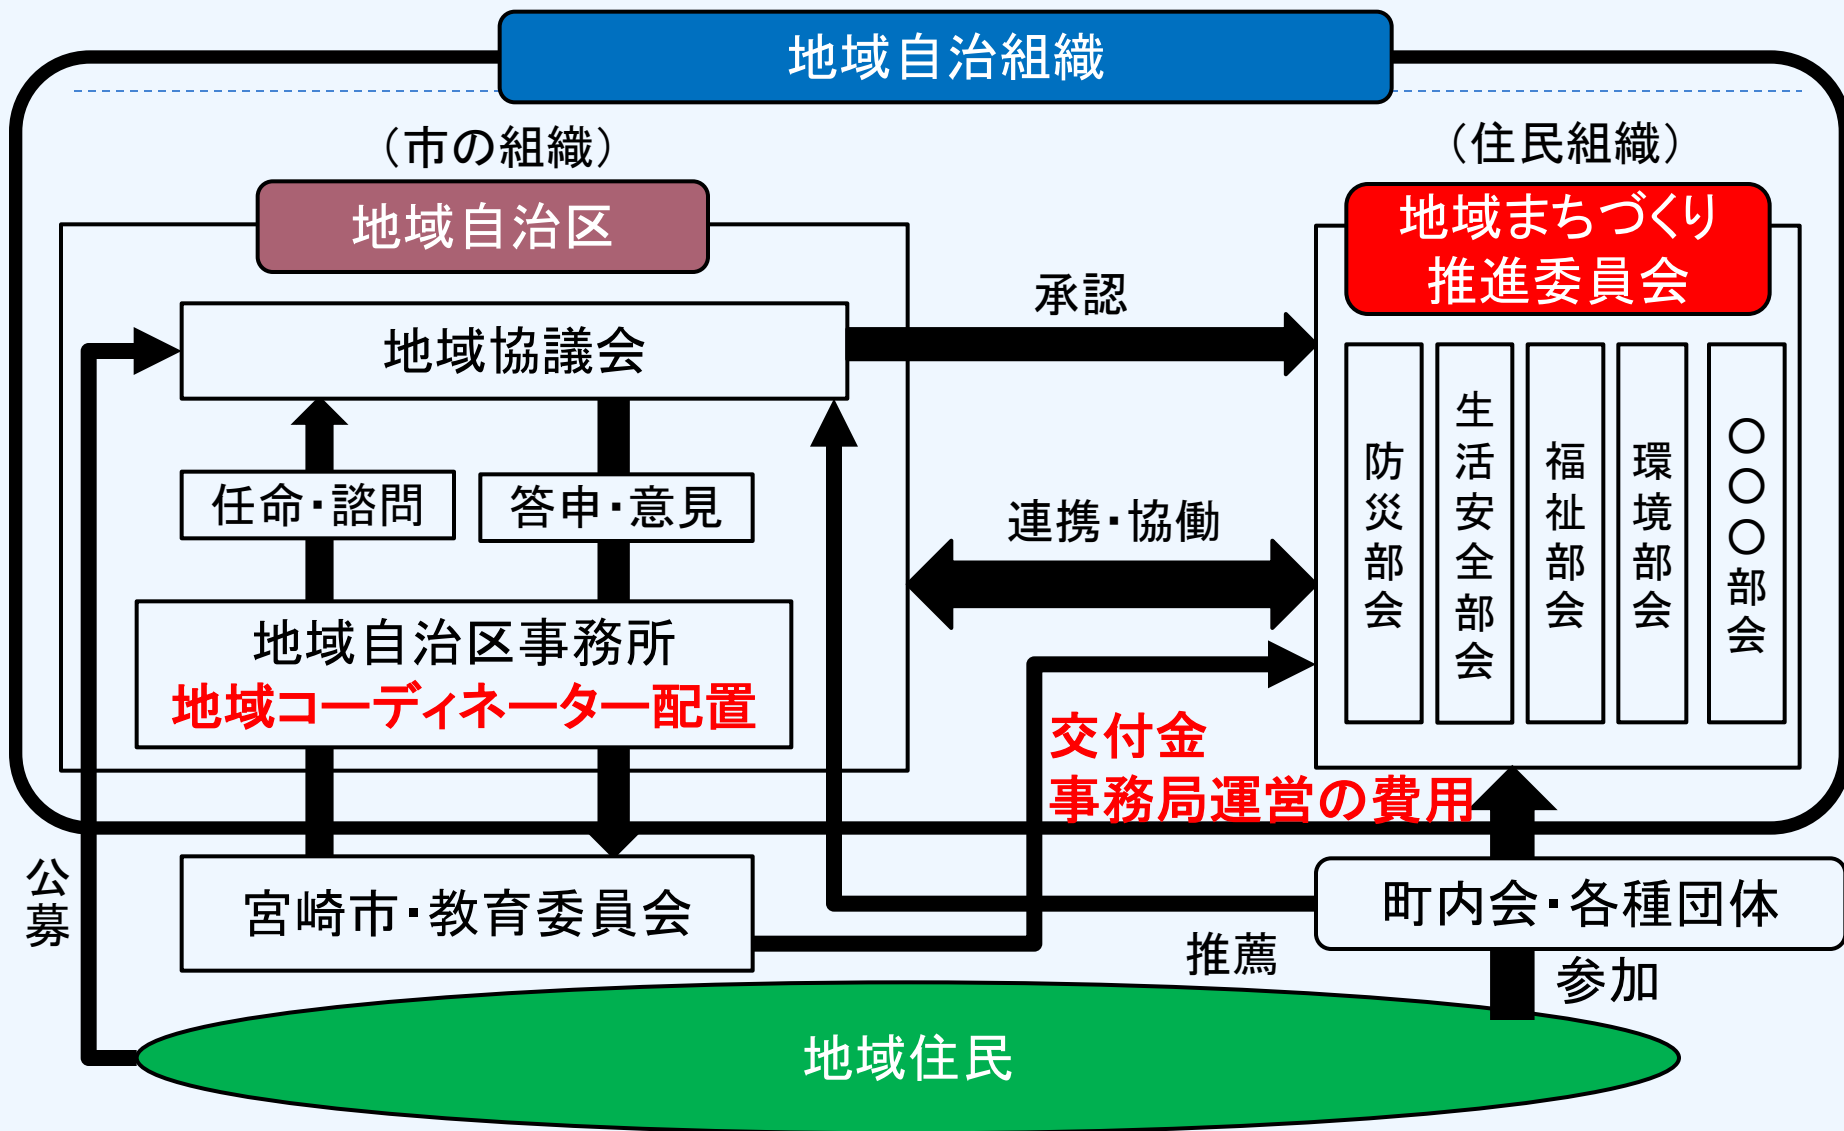 地域自治組織
（市の組織）
（住民組織）
地域自治区
地域まちづくり
推進委員会
地域協議会
承認
任命・諮問
答申・意見
連携・協働
防災部会
生活安全部会
福祉部会
環境部会
〇〇〇部会
地域自治区事務所
地域コーディネーター配置
交付金
事務局運営の費用
公募
宮崎市・教育委員会
町内会・各種団体
推薦
参加
地域住民